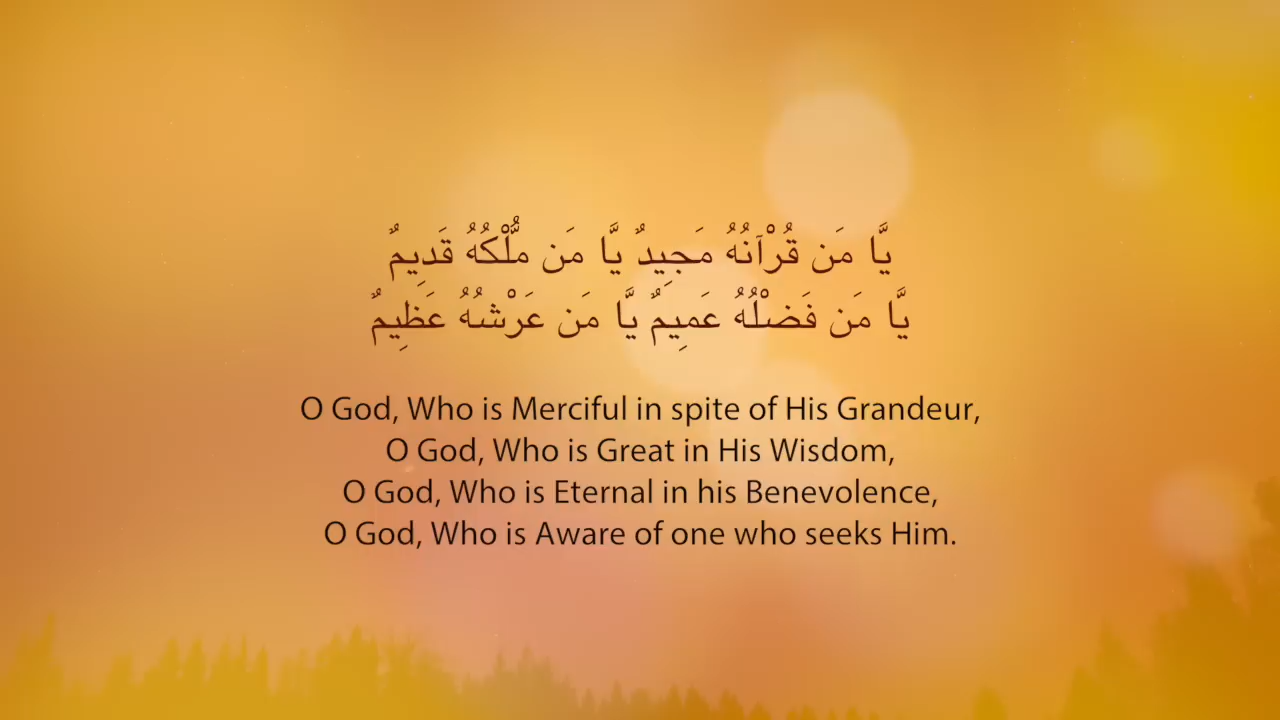 يَّا مَن قُرْآنُهُ مَجِيدٌ يَّا مَن مُّلْكُهُ قَدِيمٌ
يَّا مَن فَضْلُهُ عَمِيمٌ يَّا مَن عَرْشُهُ عَظِيمٌ
O God, Who is Merciful in spite of His Grandeur,
O God, Who is Great in His Wisdom,
O God, Who is Eternal in his Benevolence,
O God, Who is Aware of one who seeks Him.